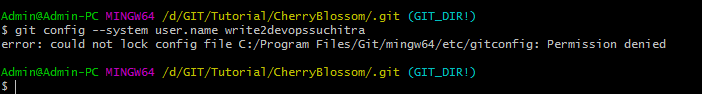 Admin@Admin-PC MINGW64 /d/GIT/Tutorial/CherryBlossom/.git (GIT_DIR!)
$ git config --system user.name write2devopssuchitra
error: could not lock config file C:/Program Files/Git/mingw64/etc/gitconfig: Permission denied
Admin@Admin-PC MINGW64 /d/GIT/Tutorial/CherryBlossom/.git (GIT_DIR!)
$